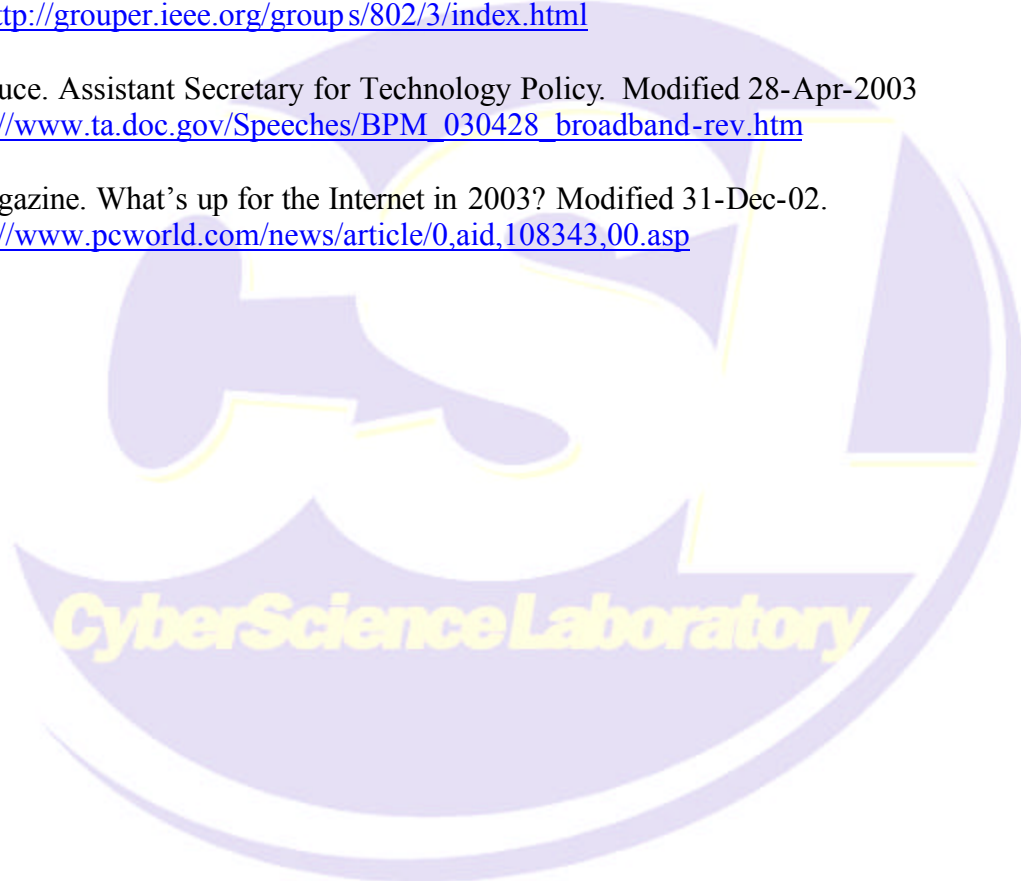 ttp://grouper.ieee.org/groups/802/3/index.html
uce. Assistant Secretary for Technology Policy. Modified 28-Apr-2003
//www.ta.doc.gov/Speeches/BPM_030428_broadband-rev.htm
gazine. What’s up for the Internet in 2003? Modified 31-Dec-02.
//www.pcworld.com/news/article/0,aid,108343,00.asp
CSL
CyberScience Laboratory